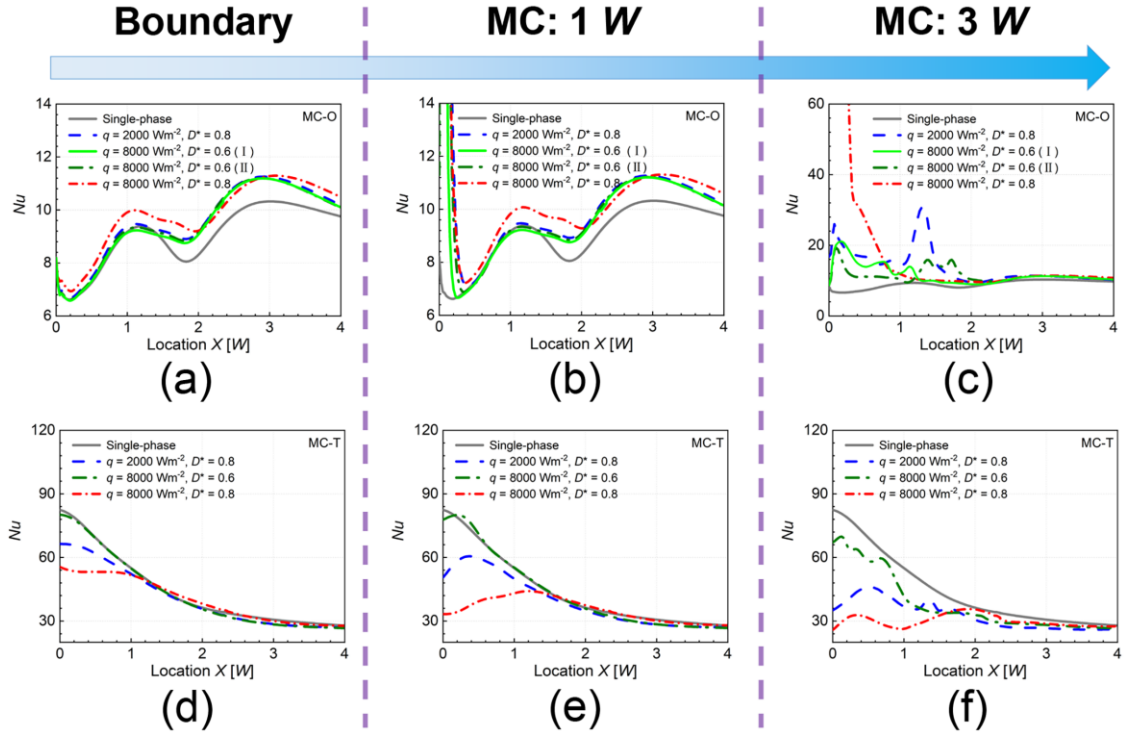 Boundary
MC: 1 W
MC: 3 W
14
12
10
8
6
Nu
Single-phase
q = 2000 Wm-2, D* = 0.8
q = 8000 Wm-2, D* = 0.6 (Ⅰ)
q = 8000 Wm-2, D* = 0.6 (Ⅱ)
q = 8000 Wm-2, D* = 0.8
MC-O
0 1 2 3 4
Location X [W]
(a)
14
12
10
8
6
Nu
Single-phase
q = 2000 Wm-2, D* = 0.8
q = 8000 Wm-2, D* = 0.6 (Ⅰ)
q = 8000 Wm-2, D* = 0.6 (Ⅱ)
q = 8000 Wm-2, D* = 0.8
MC-O
0 1 2 3 4
Location X [W]
(b)
60
40
20
0
Nu
Single-phase
q = 2000 Wm-2, D* = 0.8
q = 8000 Wm-2, D* = 0.6 (Ⅰ)
q = 8000 Wm-2, D* = 0.6 (Ⅱ)
q = 8000 Wm-2, D* = 0.8
MC-O
0 1 2 3 4
Location X [W]
(c)
120
90
60
30
Nu
Single-phase
q = 2000 Wm-2, D* = 0.8
q = 8000 Wm-2, D* = 0.6
q = 8000 Wm-2, D* = 0.8
MC-T
0 1 2 3 4
Location X [W]
(d)
120
90
60
30
Nu
Single-phase
q = 2000 Wm-2, D* = 0.8
q = 8000 Wm-2, D* = 0.6
q = 8000 Wm-2, D* = 0.8
MC-T
0 1 2 3 4
Location X [W]
(e)
120
90
60
30
Nu
Single-phase
q = 2000 Wm-2, D* = 0.8
q = 8000 Wm-2, D* = 0.6
q = 8000 Wm-2, D* = 0.8
MC-T
0 1 2 3 4
Location X [W]
(f)